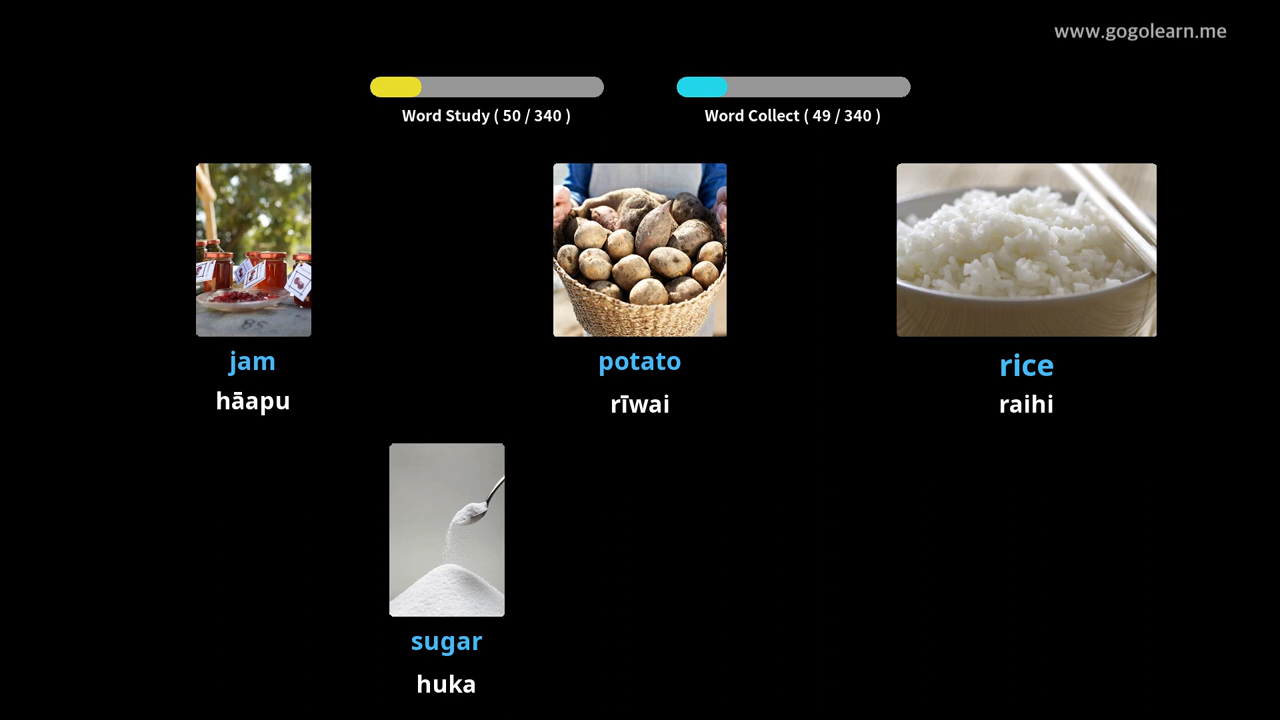 www.gogolearn.me
Word Study ( 50 / 340 )
Word Collect ( 49 / 340 )
jam
hāapu
potato
rīwai
rice
raihi
sugar
huka